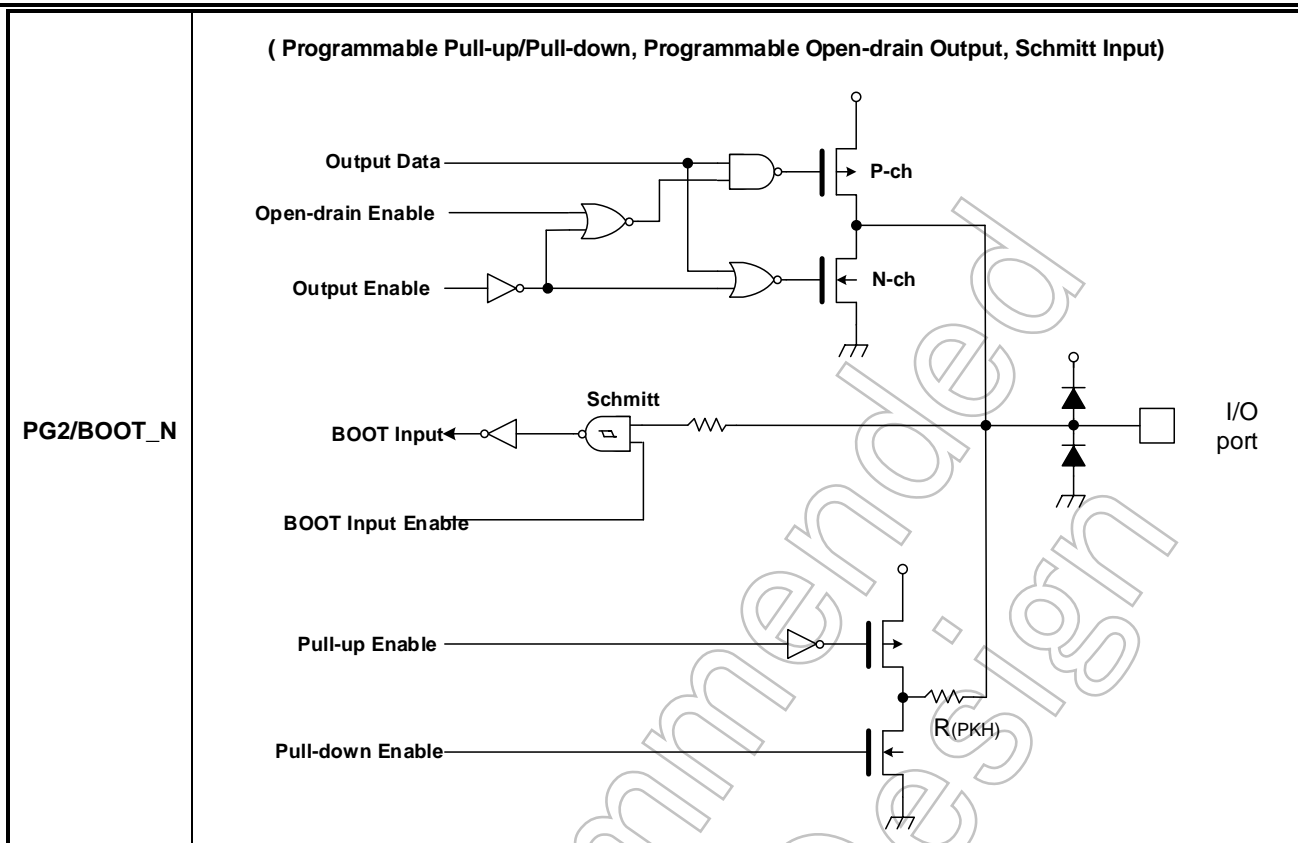 ( Programmable Pull-up/Pull-down, Programmable Open-drain Output, Schmitt Input)
Output Data
P-ch
Open-drain Enable
Output Enable
N-ch
Schmitt
PG2/BOOT_N
BOOT Input
I/O
port
BOOT Input Enable
Pull-up Enable
R(PKH)
Pull-down Enable